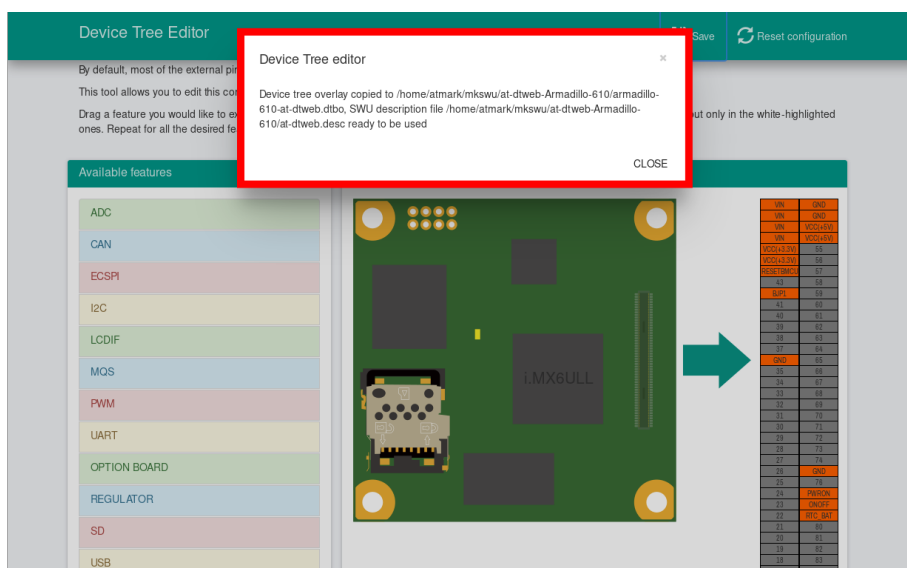 Device Tree Editor
Save
Reset configuration
By default, most of the external pi
This tool allows you to edit this co
Drag a feature you would like to e
ut only in the white-highlighted
ones. Repeat for all the desired fe
Device Tree editor
×
Device tree overlay copied to /home/atmark/mkswu/at-dtweb-Armadillo-610/armadillo-
610-at-dtweb.dtbo, SWU description file /home/atmark/mkswu/at-dtweb-Armadillo-
610/at-dtweb.desc ready to be used
CLOSE
Available features
ADC
CAN
ECSPI
I2C
LCDIF
MQS
PWM
UART
OPTION BOARD
REGULATOR
SD
USB
i.MX6ULL
VIN GND
VIN GND
VIN VCC(+5V)
VIN VCC(+5V)
VCC(+3.3V) 55
VCC(+3.3V) 56
57
43 58
59
41 60
40 61
39 62
38 63
37 64
GND 65
35 66
34 67
33 68
32 69
31 70
30 71
29 72
28 73
27 74
26 GND
25 76
24 PWRON
23 ONOFF
22 RTC_BAT
21 80
20 81
19 82
18 83